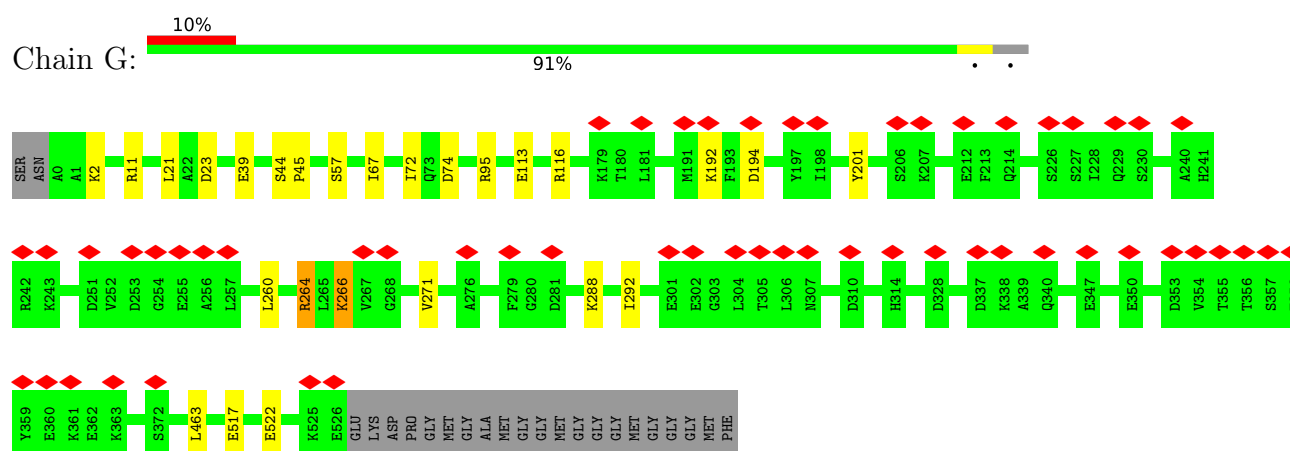 10%
Chain G:
91%
• •
SER ASN A0 A1 K2 R11 L21 A22 D23 E39 S44 P45 S57 I67 I72 Q73 D74 R95 E113 R116 K179 T180 L181 M191 K192 F193 D194 Y197 I198 Y201 S206 K207 E212 F213 Q214 S226 S227 I228 Q229 S230 A240 H241
R242 K243 D251 V252 D253 G254 E255 A256 L257 L260 R264 L265 K266 V267 G268 V271 A276 F279 G280 D281 K288 I292 E301 E302 G303 L304 T305 L306 N307 D310 H314 D328 D337 K338 A339 Q340 E347 E350 D353 V354 T355 T356 S357
Y359 E360 K361 E362 K363 S372 L463 E517 E522 K525 E526 GLU LYS ASP PRO GLY MET GLY ALA MET GLY GLY MET GLY GLY GLY MET GLY GLY GLY MET PHE